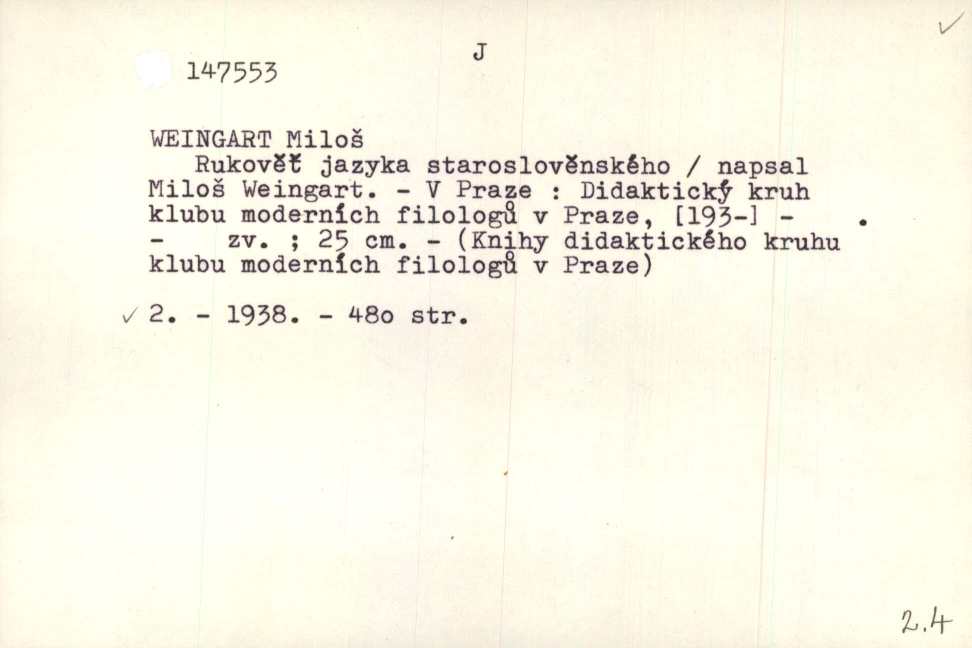 ✓
J
147553
WEINGART Miloš
Rukověť jazyka staroslověnského / napsal
Miloš Weingart. - V Praze : Didaktický kruh
klubu moderních filologů v Praze, [193-] - .
- zv. ; 25 cm. - (Knihy didaktického kruhu
klubu moderních filologů v Praze)
✓ 2. - 1938. - 480 str.
2.4